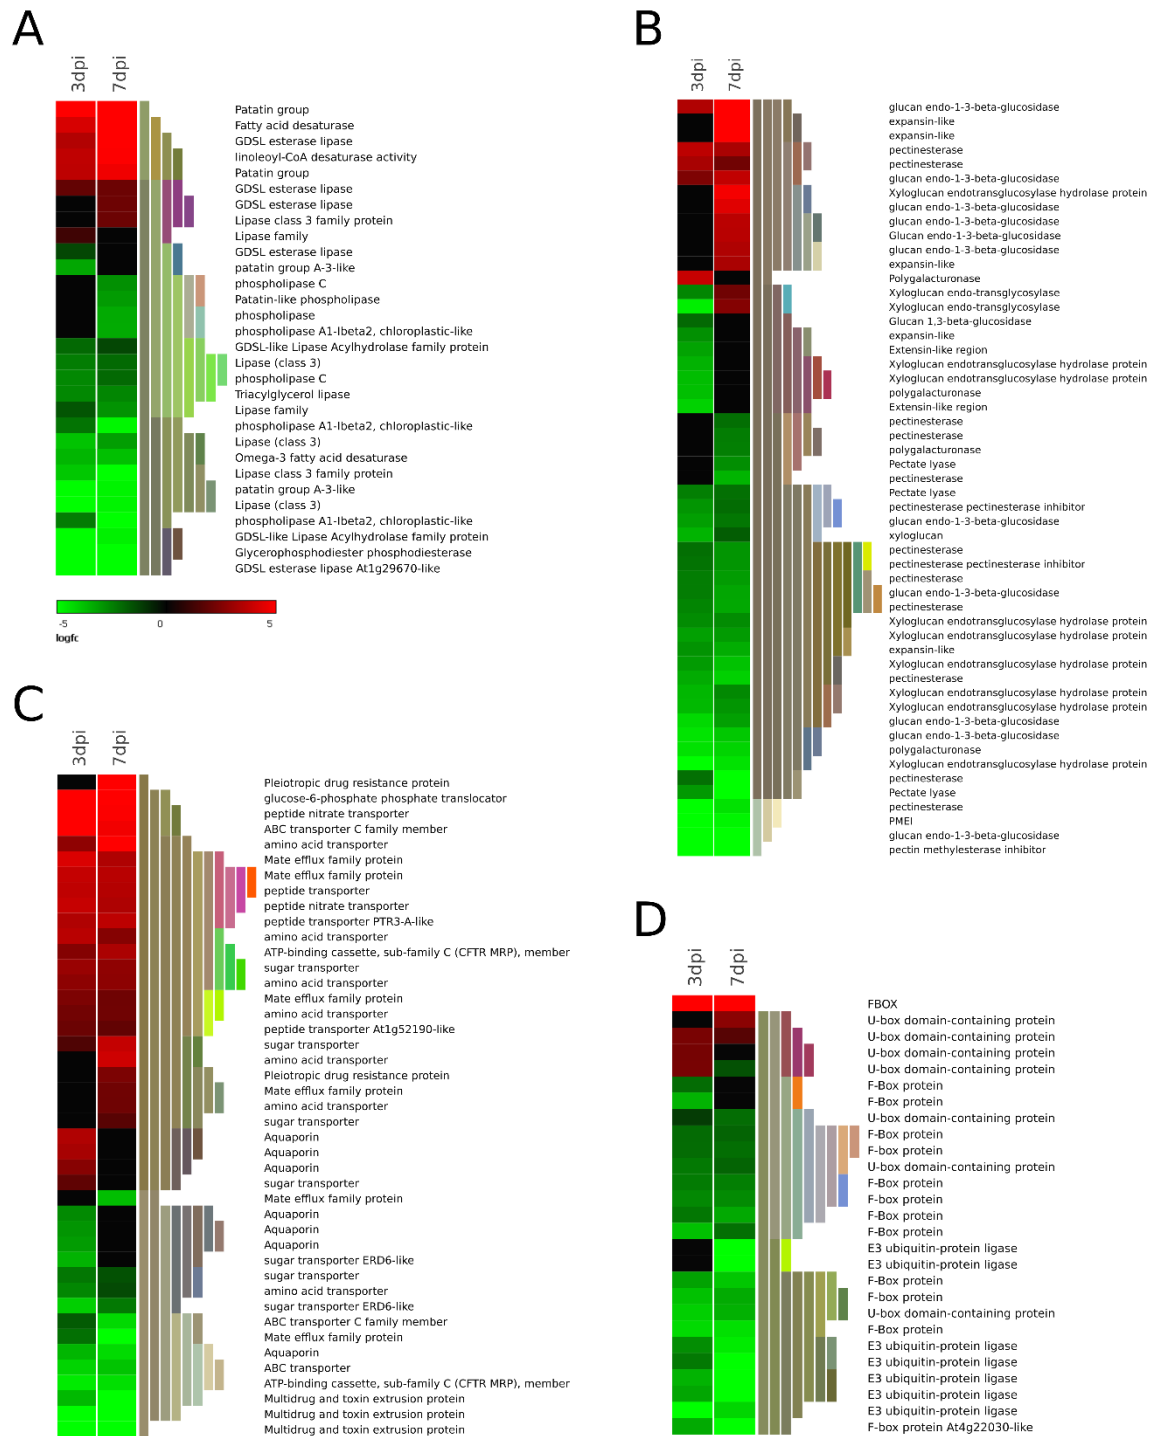 A
3dpi
7dpi
Patatin group
Fatty acid desaturase
GDSL esterase lipase
linoleoyl-CoA desaturase activity
Patatin group
GDSL esterase lipase
GDSL esterase lipase
Lipase class 3 family protein
Lipase family
GDSL esterase lipase
patatin group A-3-like
phospholipase C
Patatin-like phospholipase
phospholipase
phospholipase A1-Ibeta2, chloroplastic-like
GDSL-like Lipase Acylhydrolase family protein
Lipase (class 3)
phospholipase C
Triacylglycerol lipase
Lipase family
phospholipase A1-Ibeta2, chloroplastic-like
Lipase (class 3)
Omega-3 fatty acid desaturase
Lipase class 3 family protein
patatin group A-3-like
Lipase (class 3)
phospholipase A1-Ibeta2, chloroplastic-like
GDSL-like Lipase Acylhydrolase family protein
Glycerophosphodiester phosphodiesterase
GDSL esterase lipase At1g29670-like
-5 0 5
logfc
B
3dpi
7dpi
glucan endo-1-3-beta-glucosidase
expansin-like
expansin-like
pectinesterase
pectinesterase
glucan endo-1-3-beta-glucosidase
Xyloglucan endotransglucosylase hydrolase protein
glucan endo-1-3-beta-glucosidase
glucan endo-1-3-beta-glucosidase
Glucan endo-1-3-beta-glucosidase
glucan endo-1-3-beta-glucosidase
expansin-like
Polygalacturonase
Xyloglucan endo-transglycosylase
Xyloglucan endo-transglycosylase
Glucan 1,3-beta-glucosidase
expansin-like
Extensin-like region
Xyloglucan endotransglucosylase hydrolase protein
Xyloglucan endotransglucosylase hydrolase protein
polygalacturonase
Extensin-like region
pectinesterase
pectinesterase
polygalacturonase
Pectate lyase
pectinesterase
Pectate lyase
pectinesterase pectinesterase inhibitor
glucan endo-1-3-beta-glucosidase
xyloglucan
pectinesterase
pectinesterase pectinesterase inhibitor
pectinesterase
glucan endo-1-3-beta-glucosidase
pectinesterase
Xyloglucan endotransglucosylase hydrolase protein
Xyloglucan endotransglucosylase hydrolase protein
expansin-like
Xyloglucan endotransglucosylase hydrolase protein
pectinesterase
Xyloglucan endotransglucosylase hydrolase protein
Xyloglucan endotransglucosylase hydrolase protein
glucan endo-1-3-beta-glucosidase
glucan endo-1-3-beta-glucosidase
polygalacturonase
Xyloglucan endotransglucosylase hydrolase protein
pectinesterase
Pectate lyase
pectinesterase
PMEI
glucan endo-1-3-beta-glucosidase
pectin methylesterase inhibitor
C
3dpi
7dpi
Pleiotropic drug resistance protein
glucose-6-phosphate phosphate translocator
peptide nitrate transporter
ABC transporter C family member
amino acid transporter
Mate efflux family protein
Mate efflux family protein
peptide transporter
peptide nitrate transporter
peptide transporter PTR3-A-like
amino acid transporter
ATP-binding cassette, sub-family C (CFTR MRP), member
sugar transporter
amino acid transporter
Mate efflux family protein
amino acid transporter
peptide transporter At1g52190-like
sugar transporter
amino acid transporter
Pleiotropic drug resistance protein
Mate efflux family protein
amino acid transporter
sugar transporter
Aquaporin
Aquaporin
Aquaporin
sugar transporter
Mate efflux family protein
Aquaporin
Aquaporin
Aquaporin
sugar transporter ERD6-like
sugar transporter
amino acid transporter
sugar transporter ERD6-like
ABC transporter C family member
Mate efflux family protein
Aquaporin
ABC transporter
ATP-binding cassette, sub-family C (CFTR MRP), member
Multidrug and toxin extrusion protein
Multidrug and toxin extrusion protein
Multidrug and toxin extrusion protein
D
3dpi
7dpi
FBOX
U-box domain-containing protein
U-box domain-containing protein
U-box domain-containing protein
U-box domain-containing protein
F-Box protein
F-Box protein
U-box domain-containing protein
F-Box protein
F-box protein
U-box domain-containing protein
F-Box protein
F-box protein
F-Box protein
F-Box protein
E3 ubiquitin-protein ligase
E3 ubiquitin-protein ligase
F-Box protein
F-box protein
U-box domain-containing protein
F-Box protein
E3 ubiquitin-protein ligase
E3 ubiquitin-protein ligase
E3 ubiquitin-protein ligase
E3 ubiquitin-protein ligase
E3 ubiquitin-protein ligase
F-box protein At4g22030-like